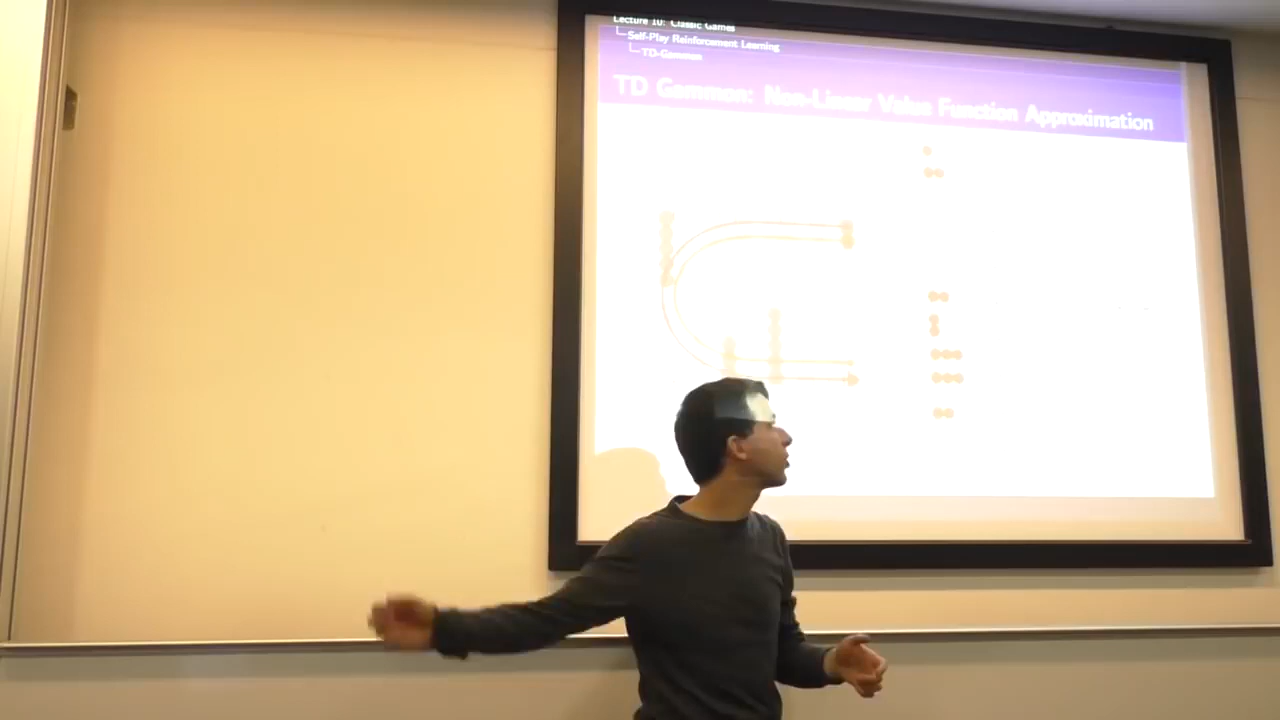 Lecture 10: Classic Games
Self-Play Reinforcement Learning
TD-Gammon
TD Gammon: Non-Linear Value Function Approximation